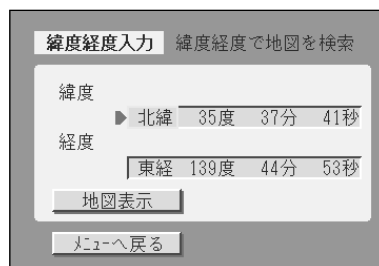 緯度経度入力 緯度経度で地図を検索
緯度
北緯 35度 37分 41秒
経度
東経 139度 44分 53秒
地図表示
ﾒﾆｭｰへ戻る